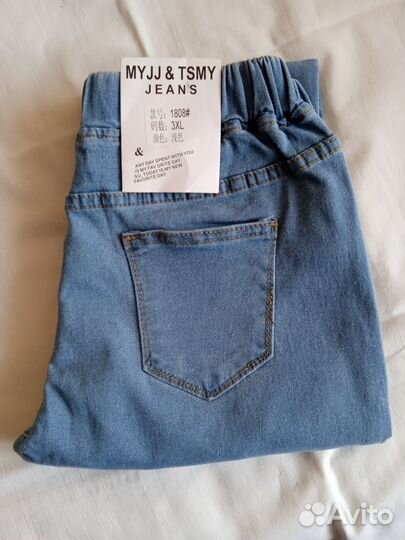 MYJJ & TSMY
JEANS
款号: 1808#
码数: 3XL
颜色: 浅色
&
ANY DAY SPENT WITH YOU
IS MY FAVORITE DAY.
SO,TODAY IS MY NEW
FAVORITE DAY.
Avito